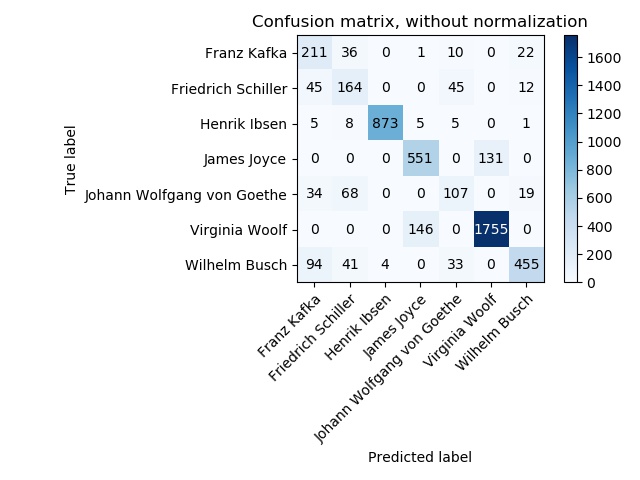 Confusion matrix, without normalization
Franz Kafka 211 36 0 1 10 0 22
Friedrich Schiller 45 164 0 0 45 0 12
Henrik Ibsen 5 8 873 5 5 0 1
James Joyce 0 0 0 551 0 131 0
Johann Wolfgang von Goethe 34 68 0 0 107 0 19
Virginia Woolf 0 0 0 146 0 1755 0
Wilhelm Busch 94 41 4 0 33 0 455
True label
Franz Kafka
Friedrich Schiller
Henrik Ibsen
James Joyce
Johann Wolfgang von Goethe
Virginia Woolf
Wilhelm Busch
Predicted label
1600
1400
1200
1000
800
600
400
200
0